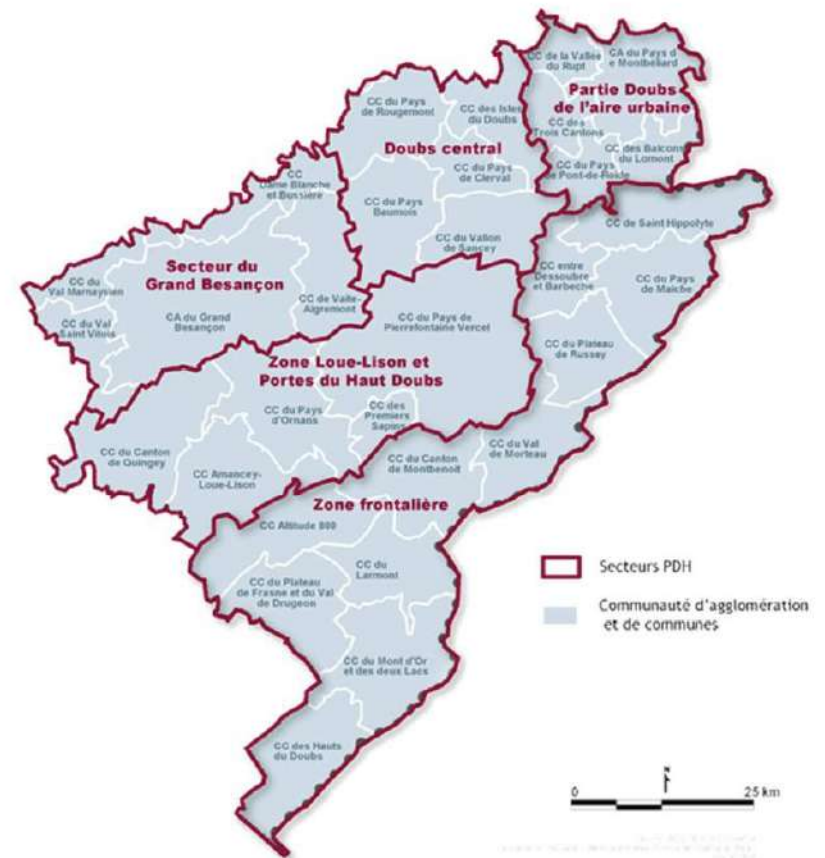 CC de la Vallée
du Rupt
CA du Pays d
e Montbéliard
Partie Doubs
de l'aire urbaine
CC des
Trois Cantons
CC des Balcons
du Lomont
CC du Pays
de Pont-de-Roide
CC du Pays
de Rougemont
CC des Isles
du Doubs
Doubs central
CC du Pays
de Clerval
CC du Pays
Baumois
CC du Vallon
de Sancey
CC
Dame Blanche
et Bussière
Secteur du
Grand Besançon
CC du
Val Marnaysien
CC du Val
Saint Vitois
CA du Grand
Besançon
CC de Vaite-
Aigremont
CC de Saint Hippolyte
CC entre
Dessoubre
et Barbèche
CC du Pays
de Maîche
CC du Plateau
de Russey
CC du Pays de
Pierrefontaine Vercel
Zone Loue-Lison et
Portes du Haut Doubs
CC du Pays
d'Ornans
CC des
Premiers
Sapins
CC du Canton
de Quingey
CC Amancey-
Loue-Lison
CC du Val
de Morteau
CC du Canton
de Montbenoit
Zone frontalière
CC Altitude 800
CC du
Larmont
CC du Plateau
de Frasne et du Val
de Drugeon
CC du Mont d'Or
et des deux Lacs
CC des Hauts
du Doubs
Secteurs PDH
Communauté d'agglomération
et de communes
N
0 25 km